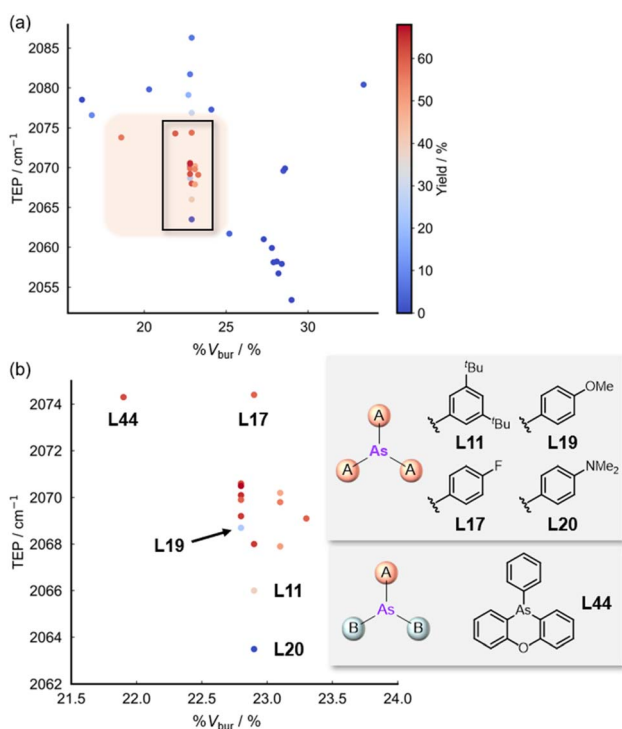 (a)
2085
2080
2075
2070
2065
2060
2055
TEP / cm⁻¹
20
25
30
%Vbur / %
60
50
40
30
20
10
0
Yield / %
(b)
2074
2072
2070
2068
2066
2064
2062
TEP / cm⁻¹
L44
L17
L19
L11
L20
21.5
22.0
22.5
23.0
23.5
24.0
%Vbur / %
A
As
A
A
tBu
tBu
L11
OMe
L19
F
L17
NMe2
L20
A
As
B
B
As
O
L44